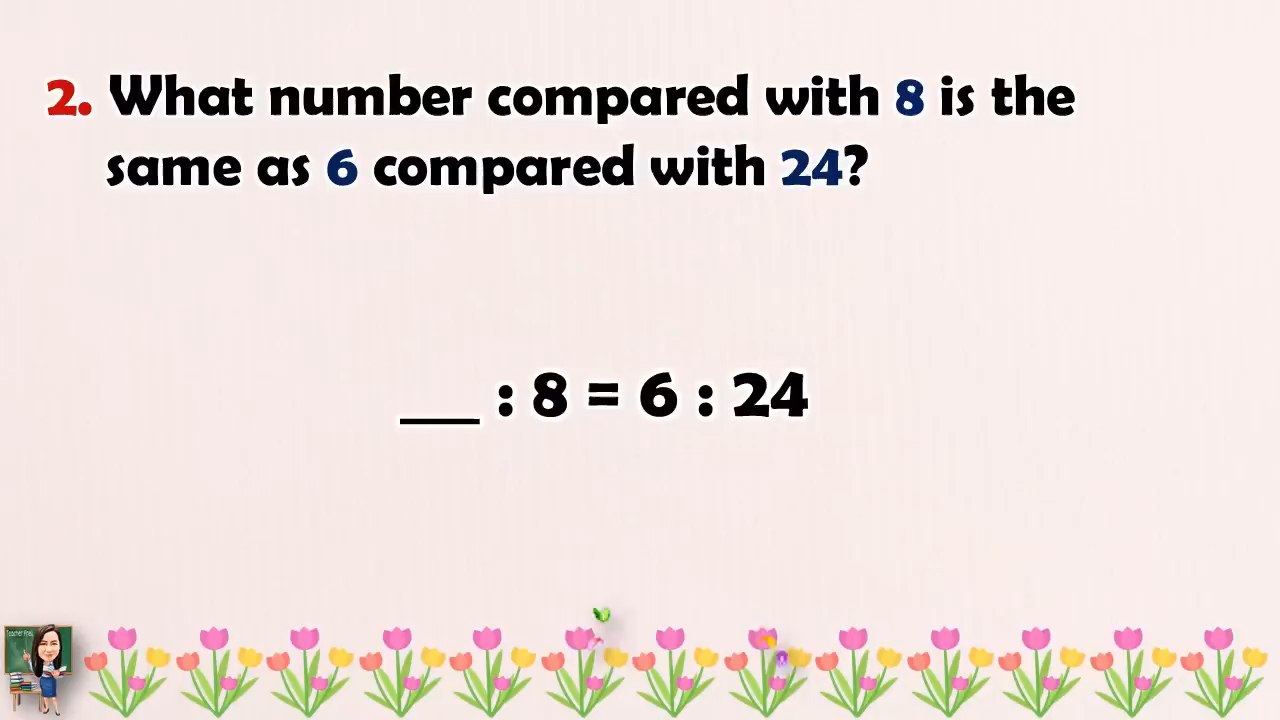 2. What number compared with 8 is the
same as 6 compared with 24?
___ : 8 = 6 : 24